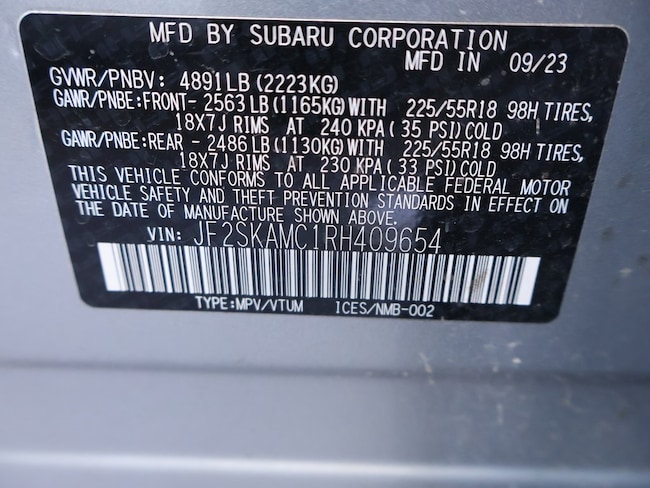 MFD BY SUBARU CORPORATION
MFD IN 09/23
GVWR/PNBV: 4891LB(2223KG)
GAWR/PNBE:FRONT- 2563LB(1165KG)WITH 225/55R18 98H TIRES,
18X7J RIMS AT 240 KPA( 35 PSI)COLD
GAWR/PNBE:REAR - 2486LB(1130KG)WITH 225/55R18 98H TIRES,
18X7J RIMS AT 230 KPA( 33 PSI)COLD
THIS VEHICLE CONFORMS TO ALL APPLICABLE FEDERAL MOTOR
VEHICLE SAFETY AND THEFT PREVENTION STANDARDS IN EFFECT ON
THE DATE OF MANUFACTURE SHOWN ABOVE.
VIN: JF2SKAMC1RH409654
TYPE:MPV/VTUM ICES/NMB-002